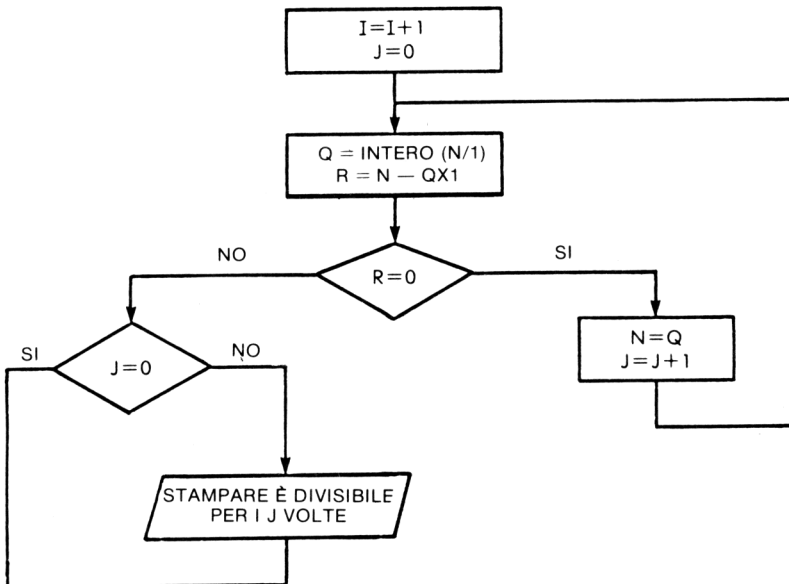 I=I+1
J=0
Q = INTERO (N/1)
R = N — QX1
NO
R=0
SI
SI
J=0
NO
N=Q
J=J+1
STAMPARE È DIVISIBILE
PER I J VOLTE